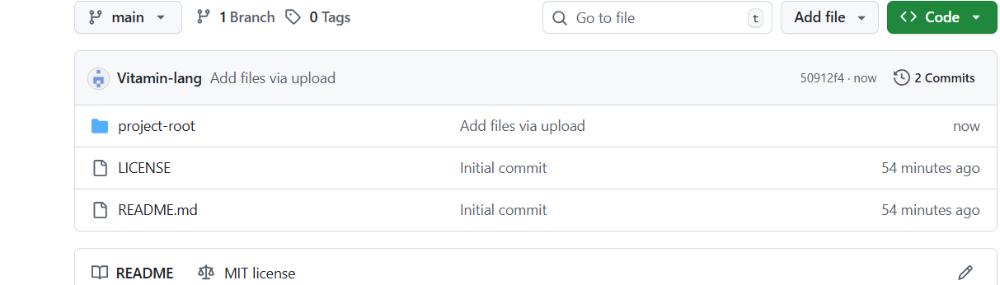 main 1 Branch 0 Tags Go to file t Add file Code
Vitamin-lang Add files via upload 50912f4 · now 2 Commits
project-root Add files via upload now
LICENSE Initial commit 54 minutes ago
README.md Initial commit 54 minutes ago
README MIT license